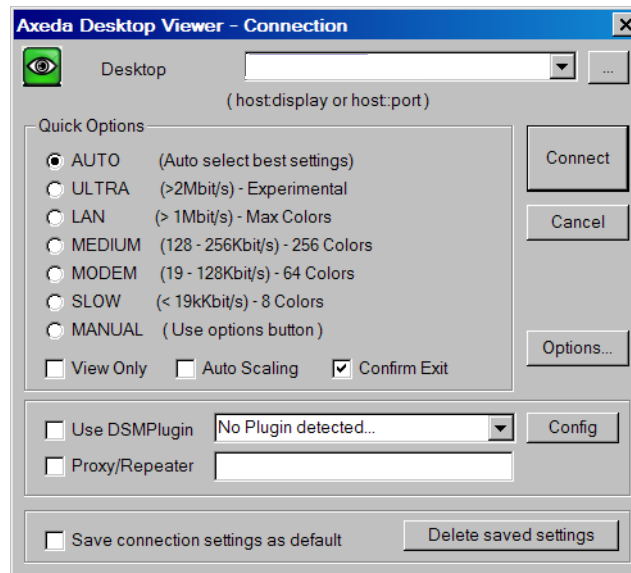 Axeda Desktop Viewer - Connection
Desktop
...
( host:display or host::port )
Quick Options
AUTO (Auto select best settings)
ULTRA (>2Mbit/s) - Experimental
LAN (> 1Mbit/s) - Max Colors
MEDIUM (128 - 256Kbit/s) - 256 Colors
MODEM (19 - 128Kbit/s) - 64 Colors
SLOW (< 19kKbit/s) - 8 Colors
MANUAL ( Use options button )
View Only Auto Scaling Confirm Exit
Connect
Cancel
Options...
Use DSMPlugin No Plugin detected... Config
Proxy/Repeater
Save connection settings as default Delete saved settings